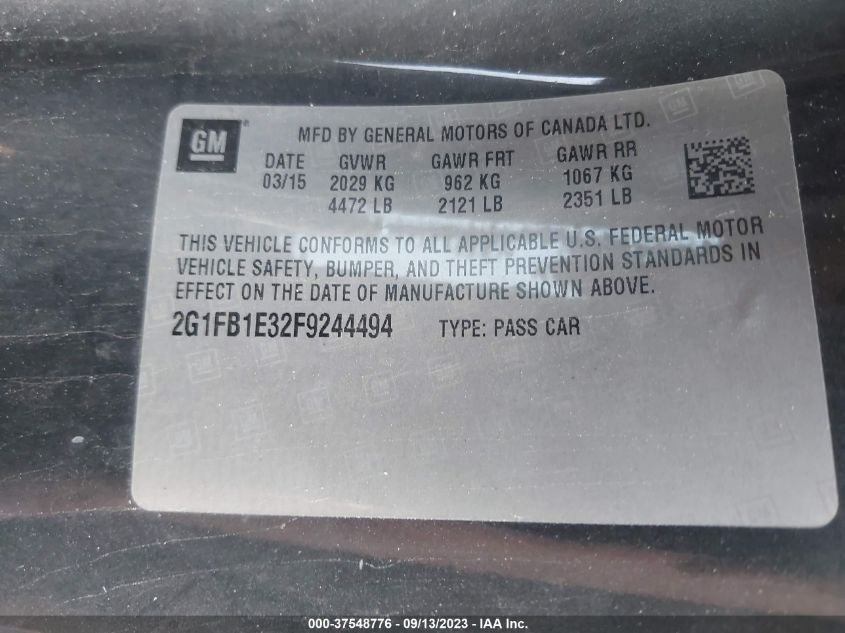 GM ® MFD BY GENERAL MOTORS OF CANADA LTD.
DATE GVWR GAWR FRT GAWR RR
03/15 2029 KG 962 KG 1067 KG
4472 LB 2121 LB 2351 LB
THIS VEHICLE CONFORMS TO ALL APPLICABLE U.S. FEDERAL MOTOR
VEHICLE SAFETY, BUMPER, AND THEFT PREVENTION STANDARDS IN
EFFECT ON THE DATE OF MANUFACTURE SHOWN ABOVE.
2G1FB1E32F9244494 TYPE: PASS CAR
000-37548776 - 09/13/2023 - IAA Inc.